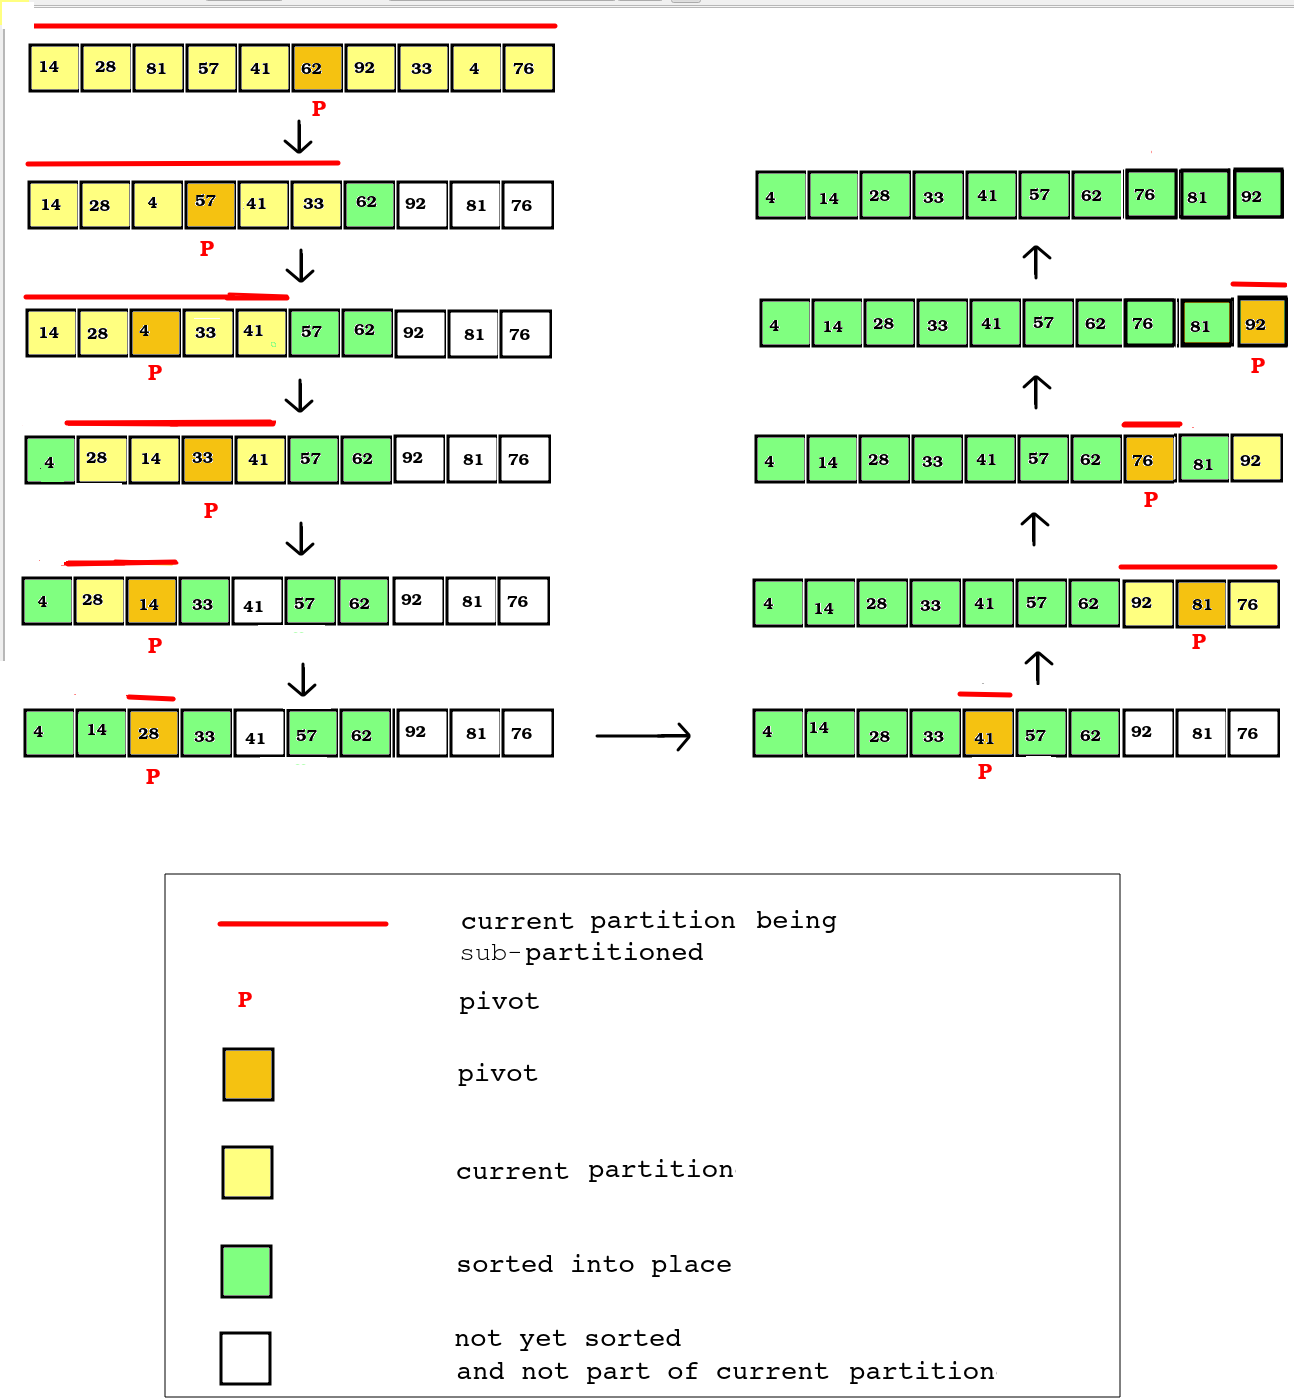 14 28 81 57 41 62 92 33 4 76
P
14 28 4 57 41 33 62 92 81 76
P
14 28 4 33 41 57 62 92 81 76
P
4 28 14 33 41 57 62 92 81 76
P
4 28 14 33 41 57 62 92 81 76
P
4 14 28 33 41 57 62 92 81 76
P
4 14 28 33 41 57 62 76 81 92
4 14 28 33 41 57 62 76 81 92
P
4 14 28 33 41 57 62 76 81 92
P
4 14 28 33 41 57 62 92 81 76
P
4 14 28 33 41 57 62 92 81 76
P
current partition being
sub-partitioned
P pivot
pivot
current partition
sorted into place
not yet sorted
and not part of current partition